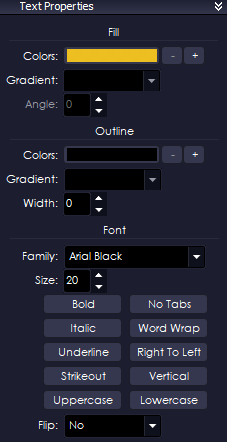 Text Properties
Fill
Colors: - +
Gradient:
Angle: 0
Outline
Colors: - +
Gradient:
Width: 0
Font
Family: Arial Black
Size: 20
Bold No Tabs
Italic Word Wrap
Underline Right To Left
Strikeout Vertical
Uppercase Lowercase
Flip: No